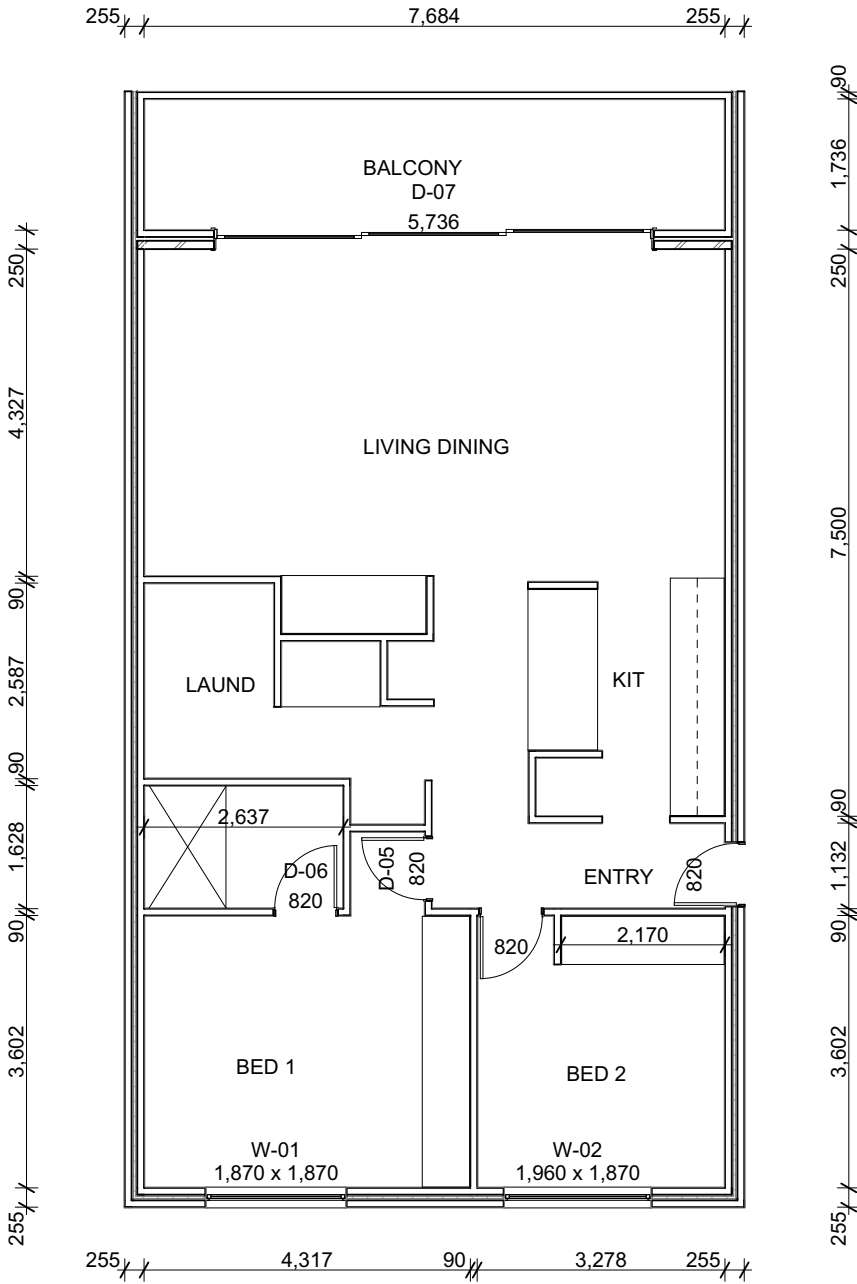 255 7,684 255
90
1,736
250
7,500
90
1,132
90
3,602
255
250
4,327
90
2,587
90
1,628
90
3,602
255
BALCONY
D-07
5,736
LIVING DINING
LAUND
KIT
2,637
D-06
820
D-05
820
ENTRY
820
820
2,170
BED 1
BED 2
W-01
1,870 x 1,870
W-02
1,960 x 1,870
255 4,317 90 3,278 255